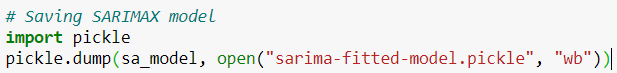 # Saving SARIMAX model
import pickle
pickle.dump(sa_model, open("sarima-fitted-model.pickle", "wb"))